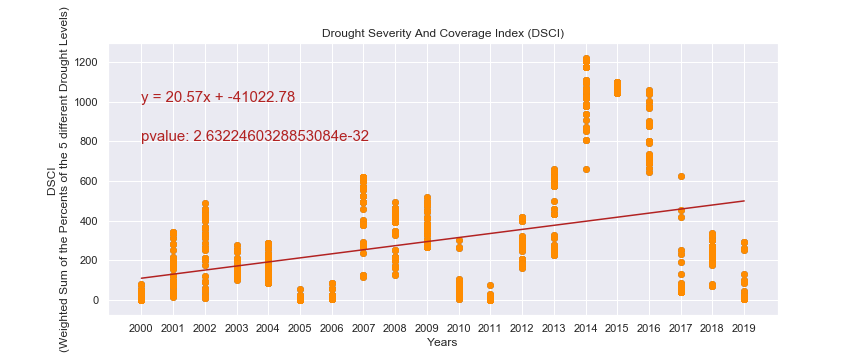 Drought Severity And Coverage Index (DSCI)
DSCI
(Weighted Sum of the Percents of the 5 different Drought Levels)
1200
1000
800
600
400
200
0
y = 20.57x + -41022.78
pvalue: 2.6322460328853084e-32
2000 2001 2002 2003 2004 2005 2006 2007 2008 2009 2010 2011 2012 2013 2014 2015 2016 2017 2018 2019
Years